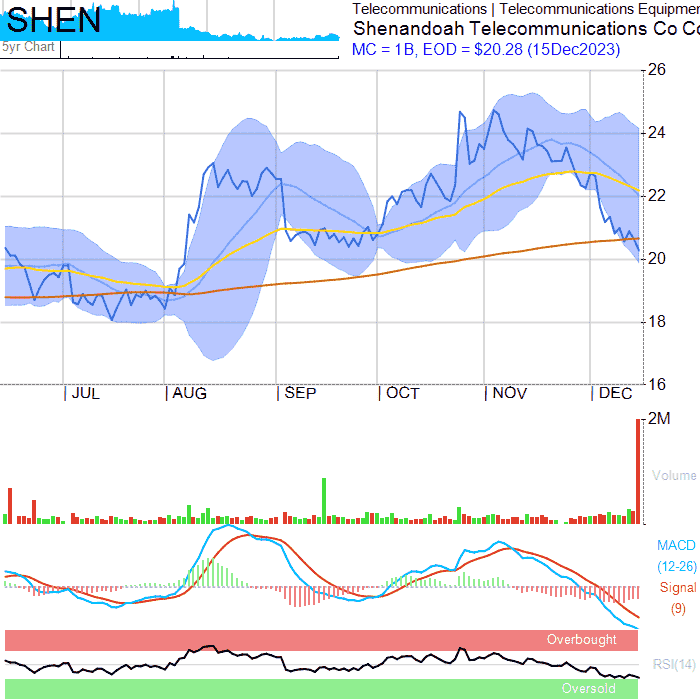 SHEN
Telecommunications | Telecommunications Equipmen
Shenandoah Telecommunications Co Co
5yr Chart
MC = 1B, EOD = $20.28 (15Dec2023)
26
24
22
20
18
16
JUL AUG SEP OCT NOV DEC
2M
Volume
MACD
(12-26)
Signal
(9)
Overbought
RSI(14)
Oversold